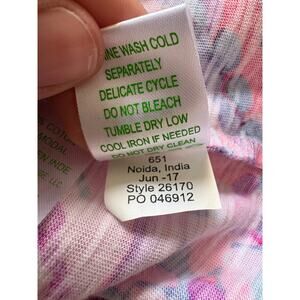 INE WASH COLD
SEPARATELY
DELICATE CYCLE
DO NOT BLEACH
TUMBLE DRY LOW
COOL IRON IF NEEDED
DO NOT DRY CLEAN
651
Noida, India
Jun -17
Style 26170
PO 046912
MODAL